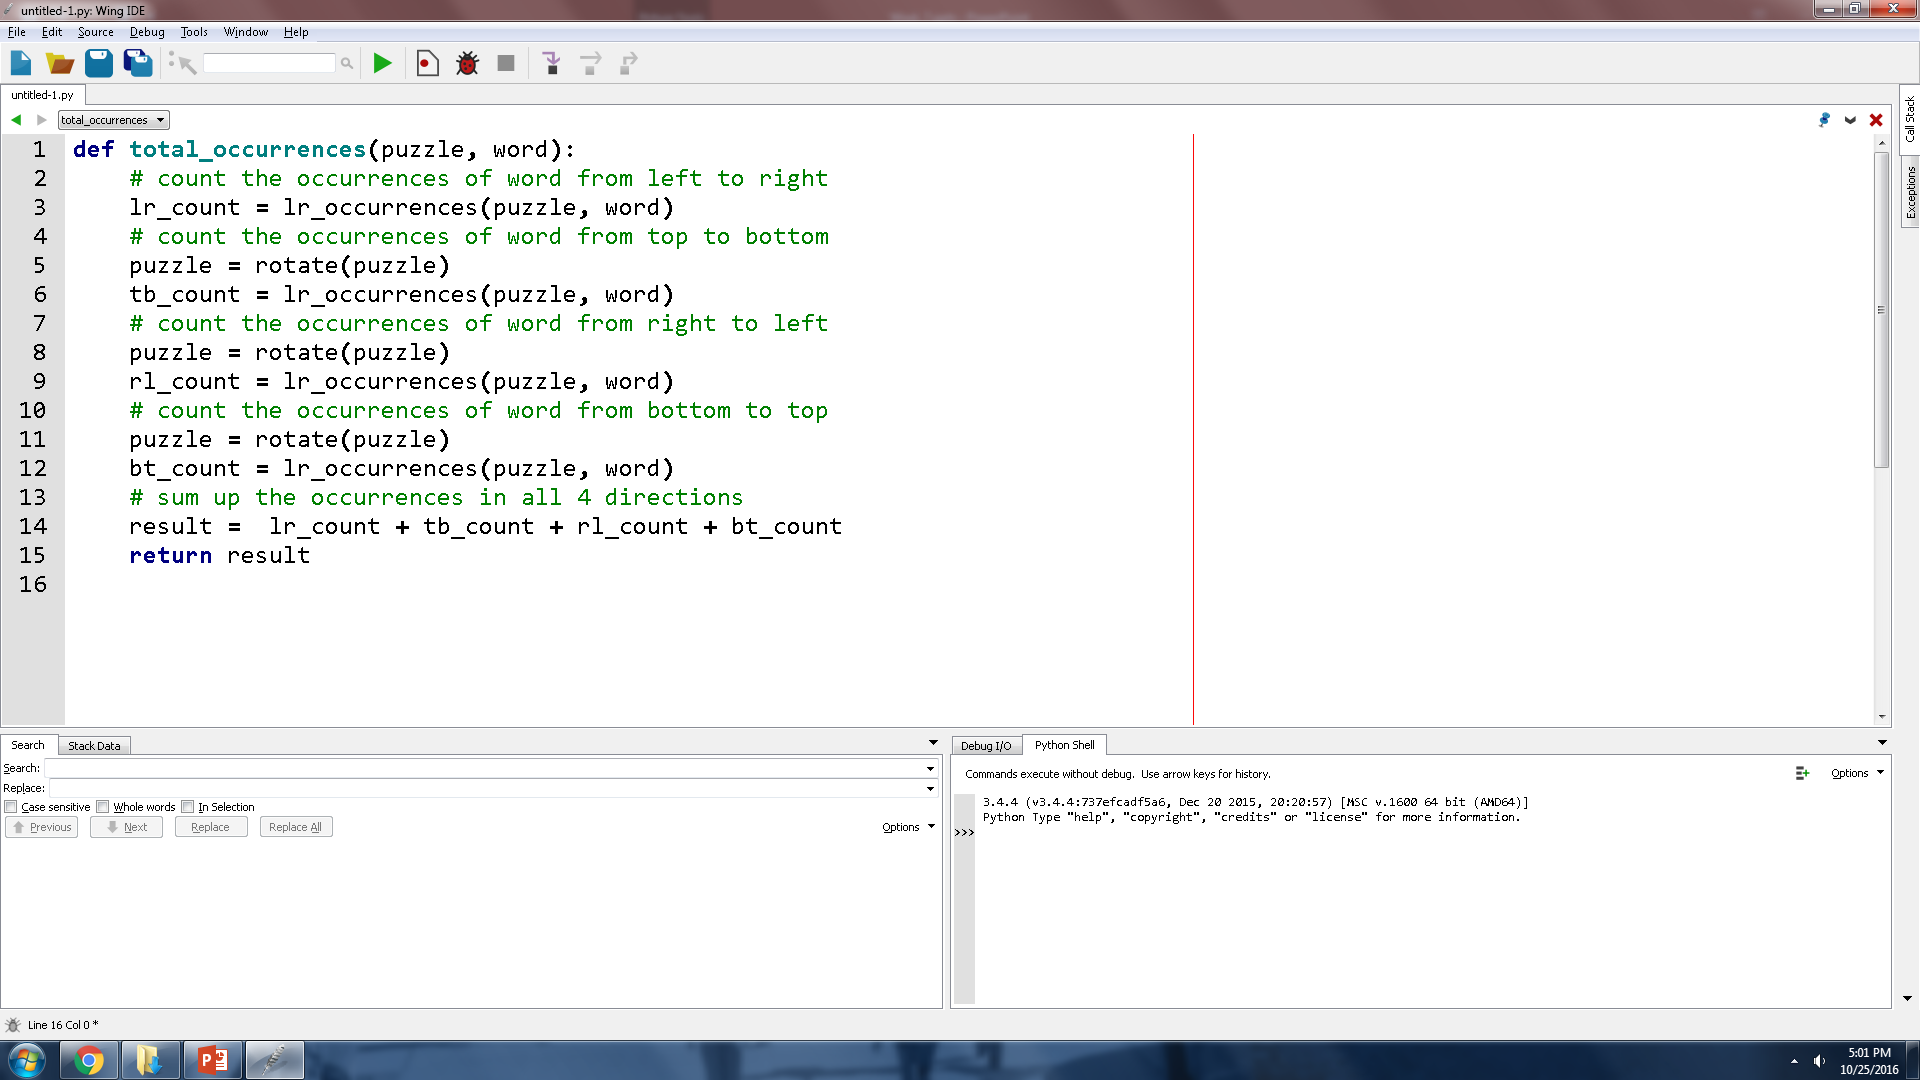 untitled-1.py: Wing IDE
File Edit Source Debug Tools Window Help
untitled-1.py
total_occurrences
1 def total_occurrences(puzzle, word):
2     # count the occurrences of word from left to right
3     lr_count = lr_occurrences(puzzle, word)
4     # count the occurrences of word from top to bottom
5     puzzle = rotate(puzzle)
6     tb_count = lr_occurrences(puzzle, word)
7     # count the occurrences of word from right to left
8     puzzle = rotate(puzzle)
9     rl_count = lr_occurrences(puzzle, word)
10     # count the occurrences of word from bottom to top
11     puzzle = rotate(puzzle)
12     bt_count = lr_occurrences(puzzle, word)
13     # sum up the occurrences in all 4 directions
14     result =  lr_count + tb_count + rl_count + bt_count
15     return result
16
Call Stack
Exceptions
Search Stack Data
Search:
Replace:
Case sensitive Whole words In Selection
Previous Next Replace Replace All Options
Debug I/O Python Shell
Commands execute without debug. Use arrow keys for history. Options
3.4.4 (v3.4.4:737efcadf5a6, Dec 20 2015, 20:20:57) [MSC v.1600 64 bit (AMD64)]
Python Type "help", "copyright", "credits" or "license" for more information.
>>>
Line 16 Col 0 *
5:01 PM
10/25/2016